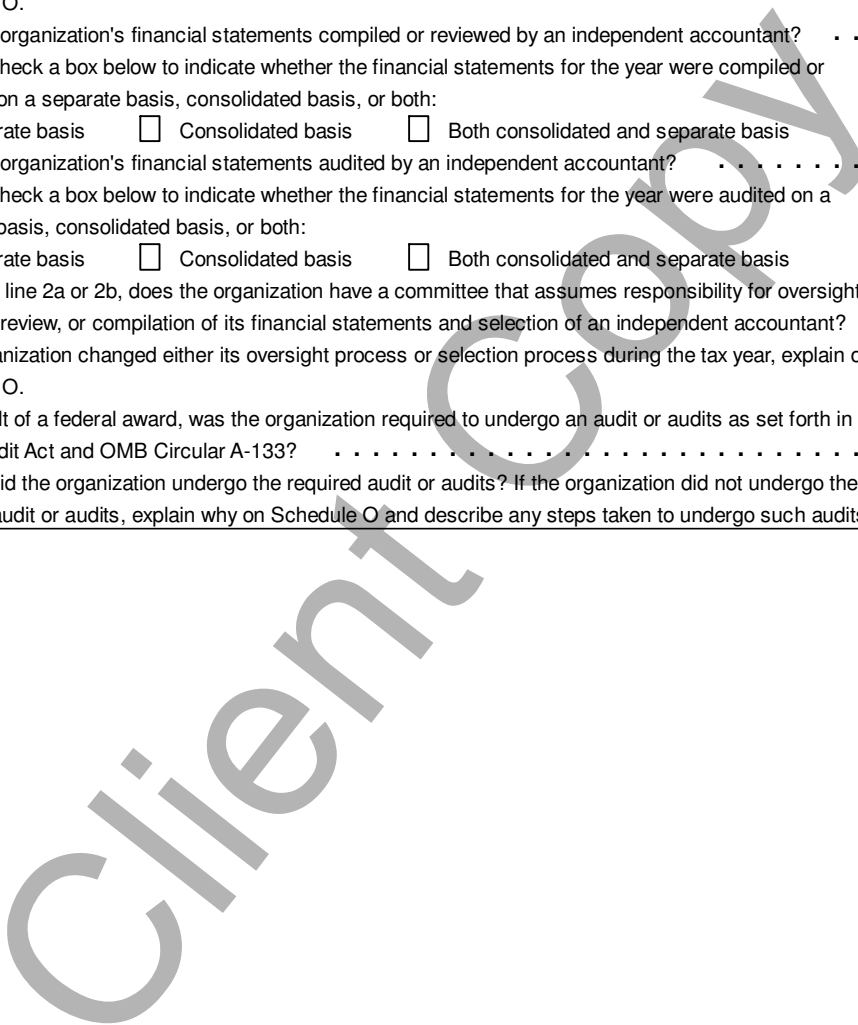 O.
organization's financial statements compiled or reviewed by an independent accountant? . .
heck a box below to indicate whether the financial statements for the year were compiled or
on a separate basis, consolidated basis, or both:
rate basis Consolidated basis Both consolidated and separate basis
organization's financial statements audited by an independent accountant? . . . . . . . .
heck a box below to indicate whether the financial statements for the year were audited on a
basis, consolidated basis, or both:
rate basis Consolidated basis Both consolidated and separate basis
line 2a or 2b, does the organization have a committee that assumes responsibility for oversight
review, or compilation of its financial statements and selection of an independent accountant?
anization changed either its oversight process or selection process during the tax year, explain o
O.
lt of a federal award, was the organization required to undergo an audit or audits as set forth in
dit Act and OMB Circular A-133? . . . . . . . . . . . . . . . . . . . . . . . . . . . .
id the organization undergo the required audit or audits? If the organization did not undergo the
audit or audits, explain why on Schedule O and describe any steps taken to undergo such audits
Client Copy